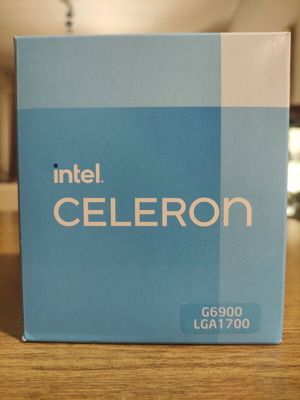 intel
CELERON
G6900
LGA1700